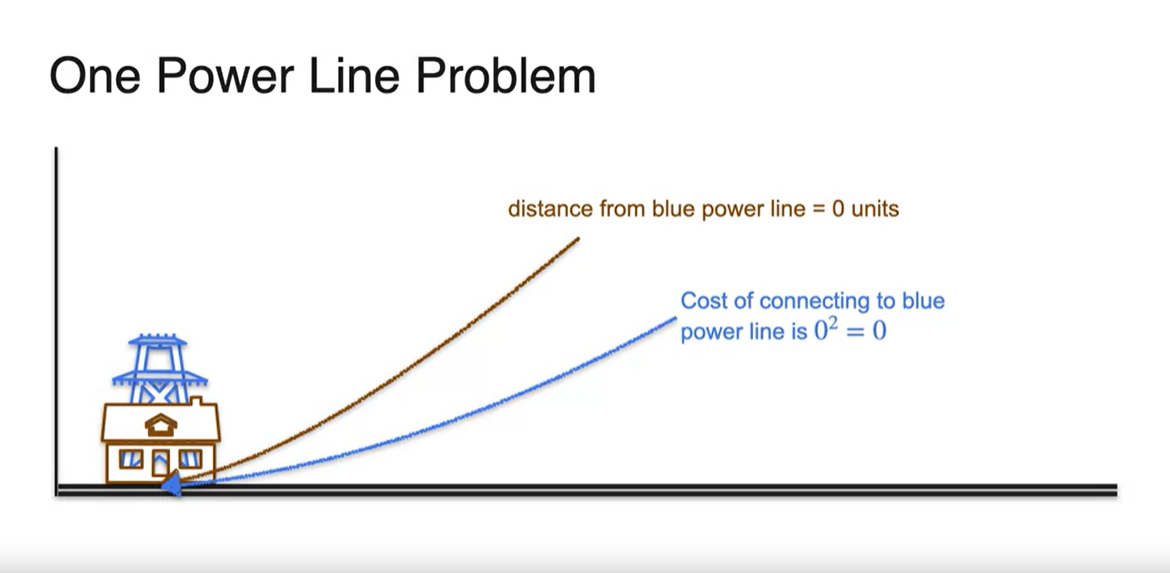 One Power Line Problem
distance from blue power line = 0 units
Cost of connecting to blue
power line is 0² = 0